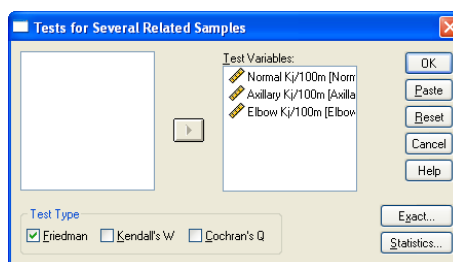 Tests for Several Related Samples
Test Variables:
Normal Kj/100m [Norn
Axillary Kj/100m [Axilla
Elbow Kj/100m [Elbow
OK
Paste
Reset
Cancel
Help
Test Type
Friedman Kendall's W Cochran's Q
Exact...
Statistics...